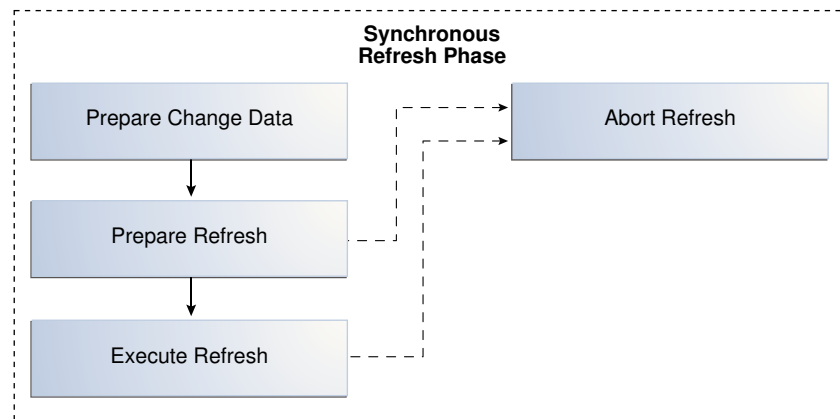 Synchronous
Refresh Phase
Prepare Change Data
Abort Refresh
Prepare Refresh
Execute Refresh